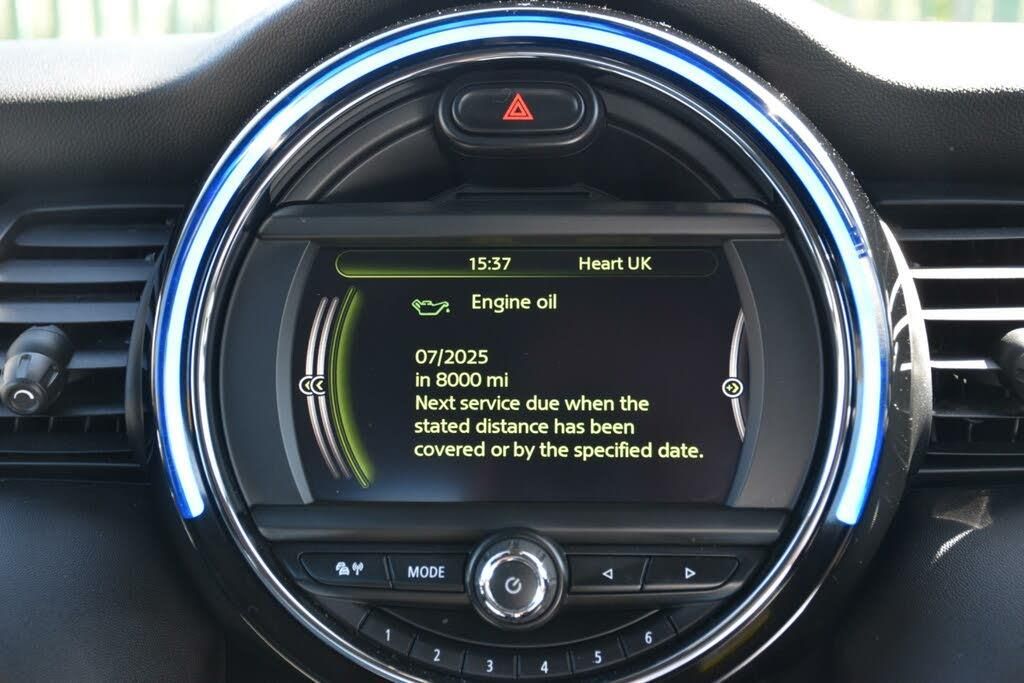 15:37 Heart UK
Engine oil
07/2025
in 8000 mi
Next service due when the
stated distance has been
covered or by the specified date.
MODE
1 2 3 4 5 6